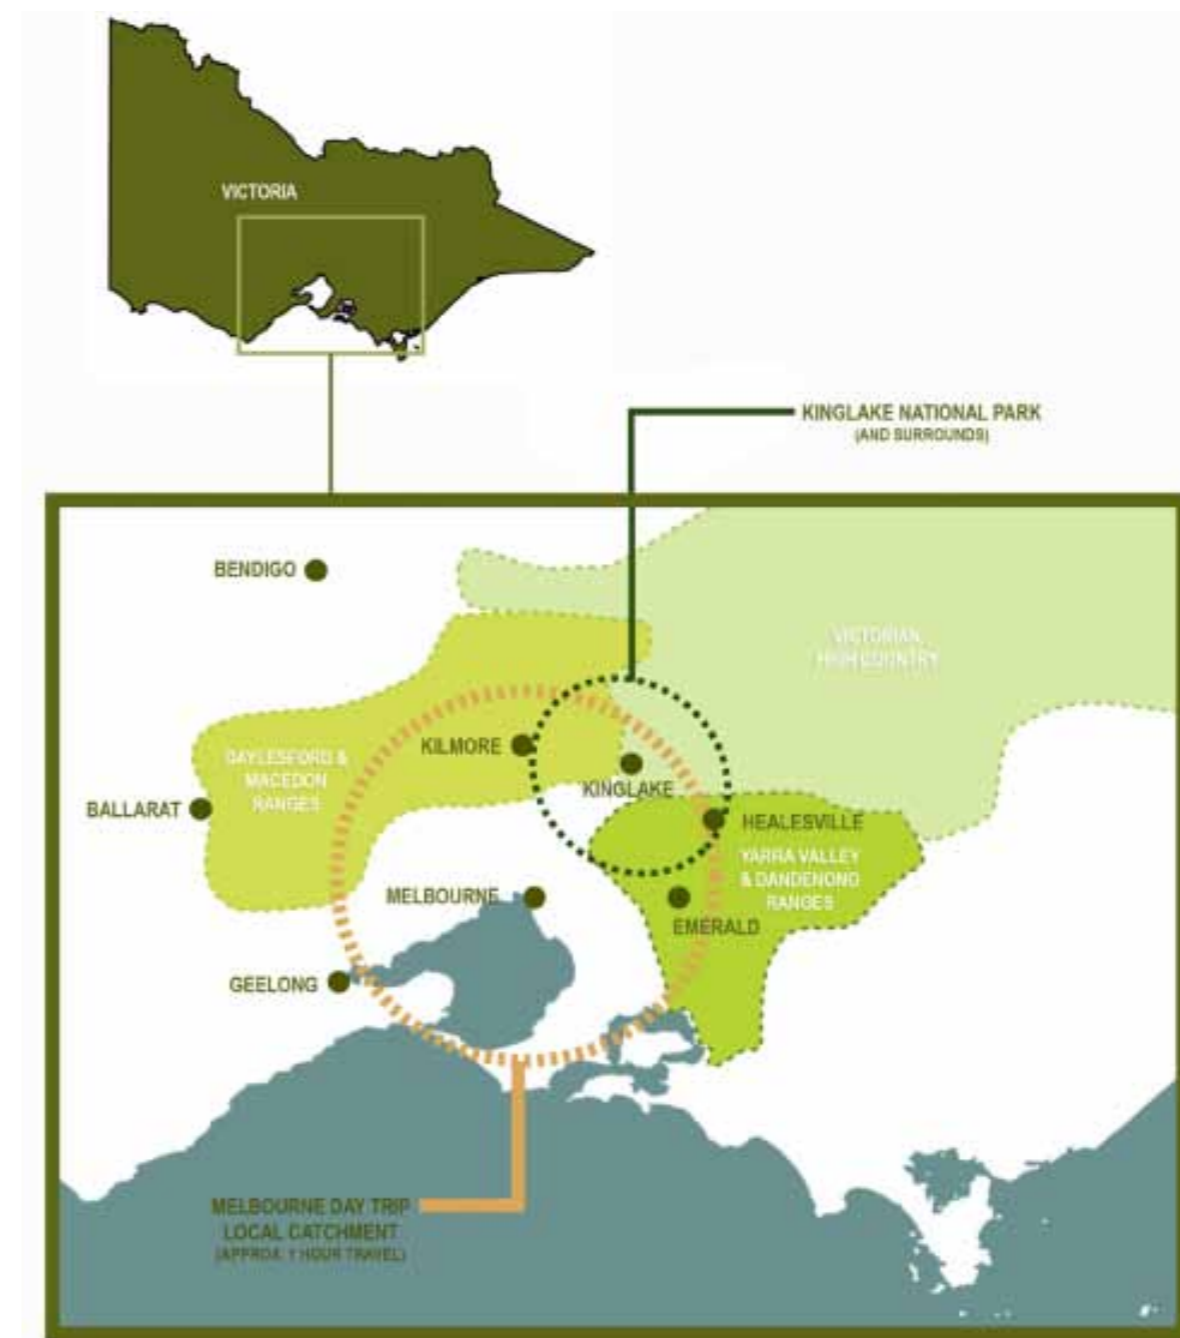 VICTORIA
KINGLAKE NATIONAL PARK
(AND SURROUNDS)
BENDIGO
VICTORIAN
HIGH COUNTRY
KILMORE
DAYLESFORD &
MACEDON
RANGES
KINGLAKE
BALLARAT
HEALESVILLE
YARRA VALLEY
& DANDENONG
RANGES
MELBOURNE
EMERALD
GEELONG
MELBOURNE DAY TRIP
LOCAL CATCHMENT
(APPROX. 1 HOUR TRAVEL)